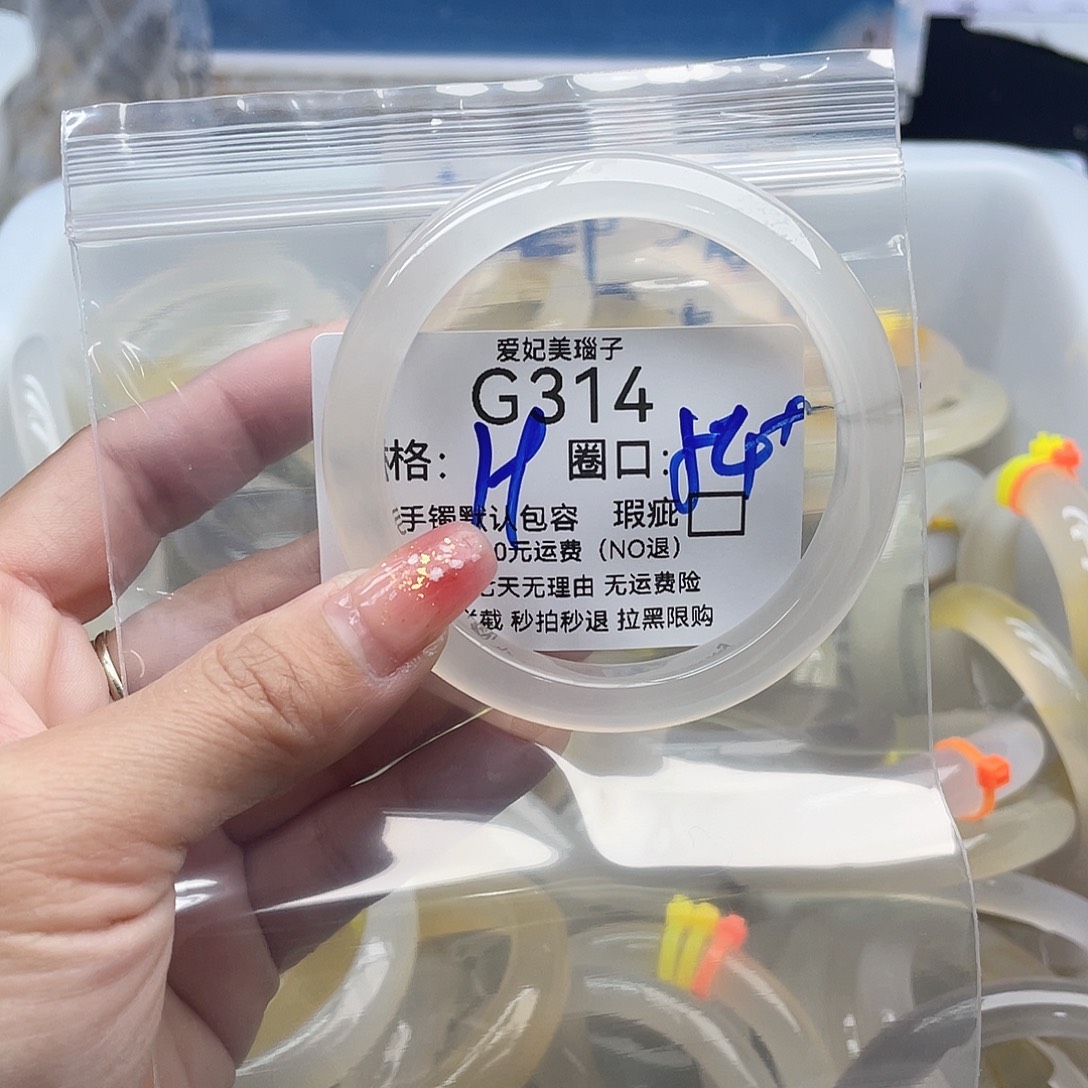 爱妃美瑙子
G314
格: H 圈口: 54+
手镯默认包容 瑕疵
0元运费 (NO退)
七天无理由 无运费险
截 秒拍秒退 拉黑限购